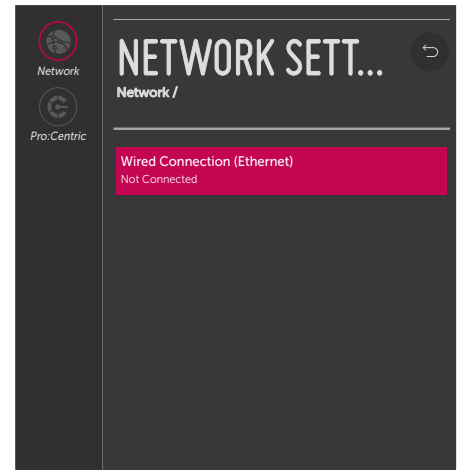 Network
Pro:Centric
NETWORK SETT...
Network /
Wired Connection (Ethernet)
Not Connected